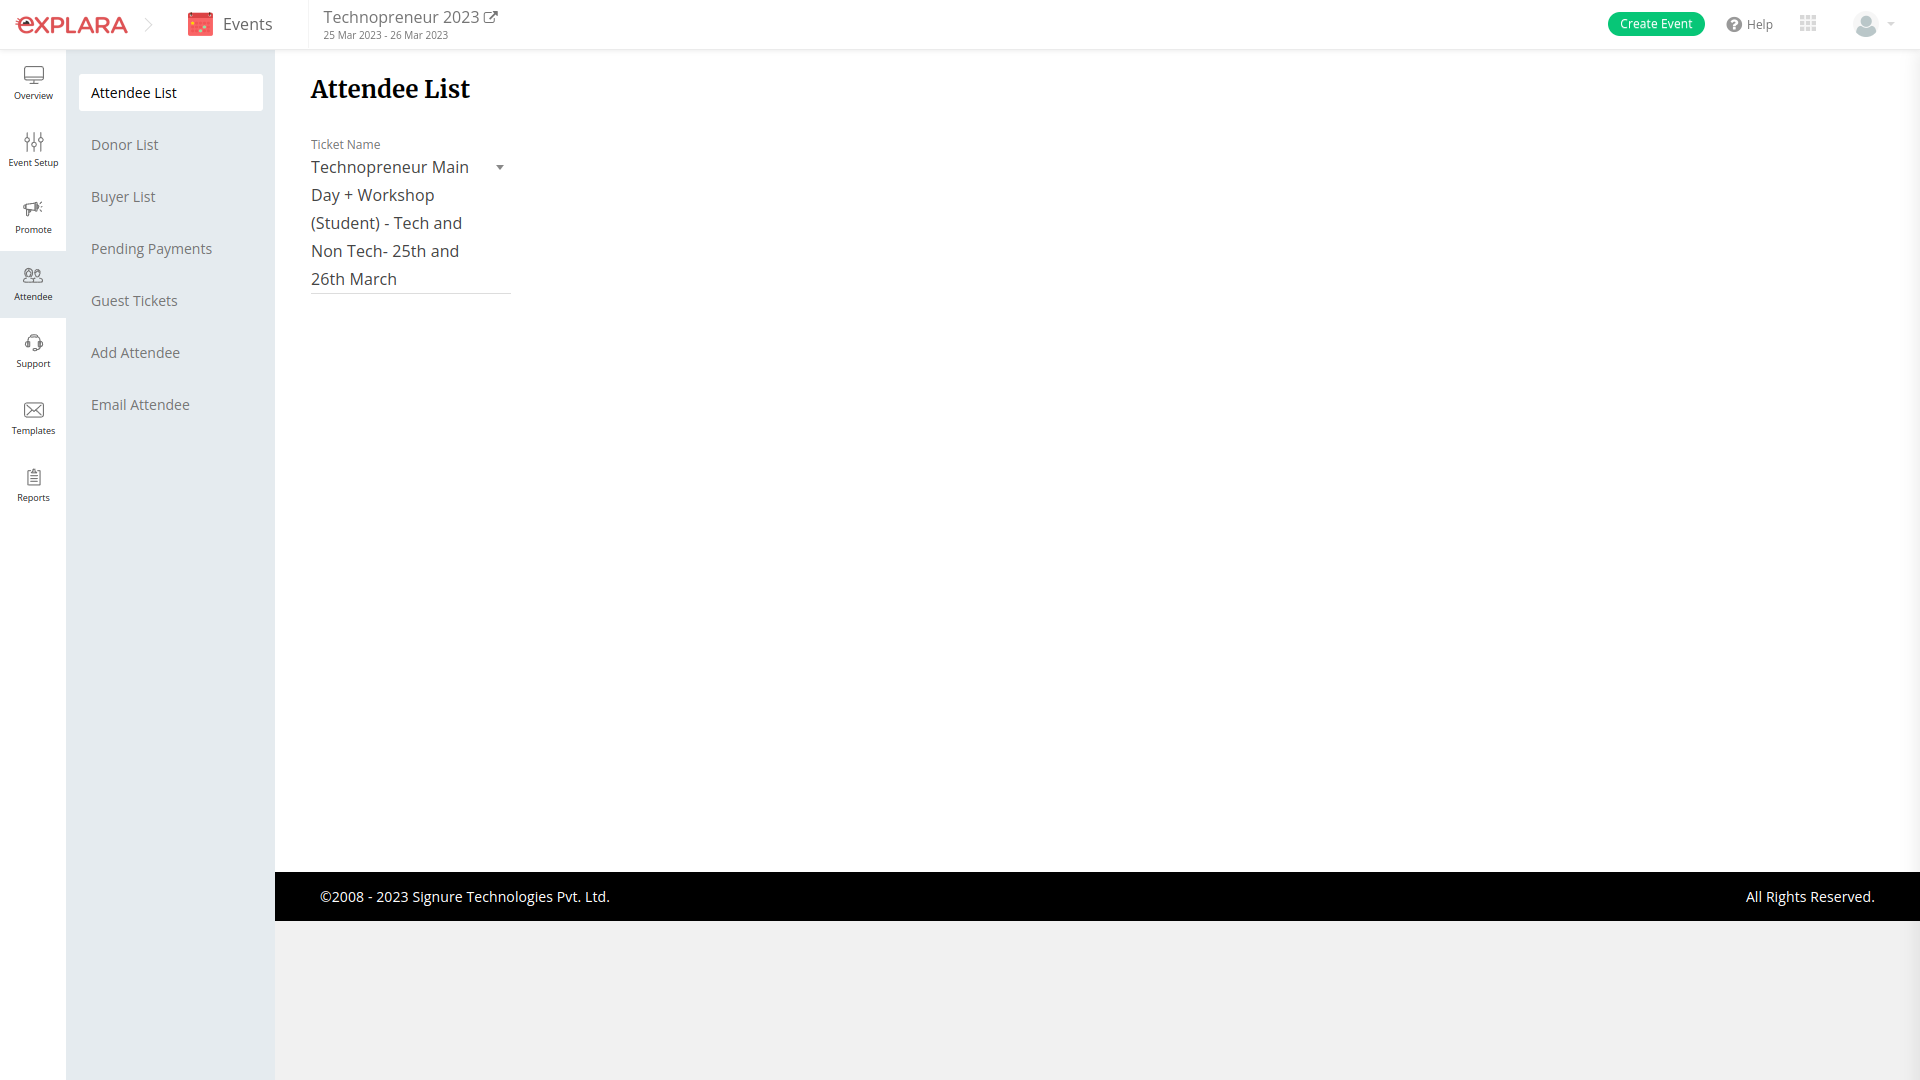 eXPLARA
Events
Technopreneur 2023
25 Mar 2023 - 26 Mar 2023
Create Event
Help
Overview
Event Setup
Promote
Attendee
Support
Templates
Reports
Attendee List
Donor List
Buyer List
Pending Payments
Guest Tickets
Add Attendee
Email Attendee
Attendee List
Ticket Name
Technopreneur Main
Day + Workshop
(Student) - Tech and
Non Tech- 25th and
26th March
©2008 - 2023 Signure Technologies Pvt. Ltd.
All Rights Reserved.